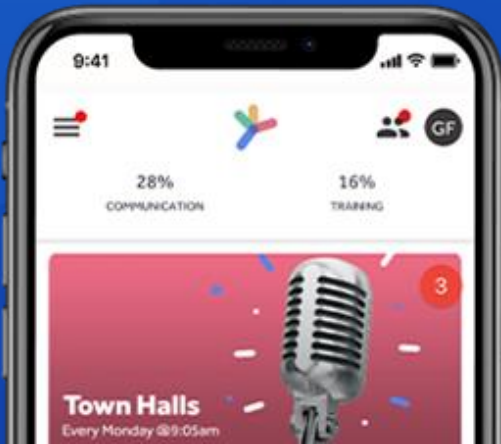 9:41
GF
28% 16%
COMMUNICATION TRAINING
3
Town Halls
Every Monday @9:05am